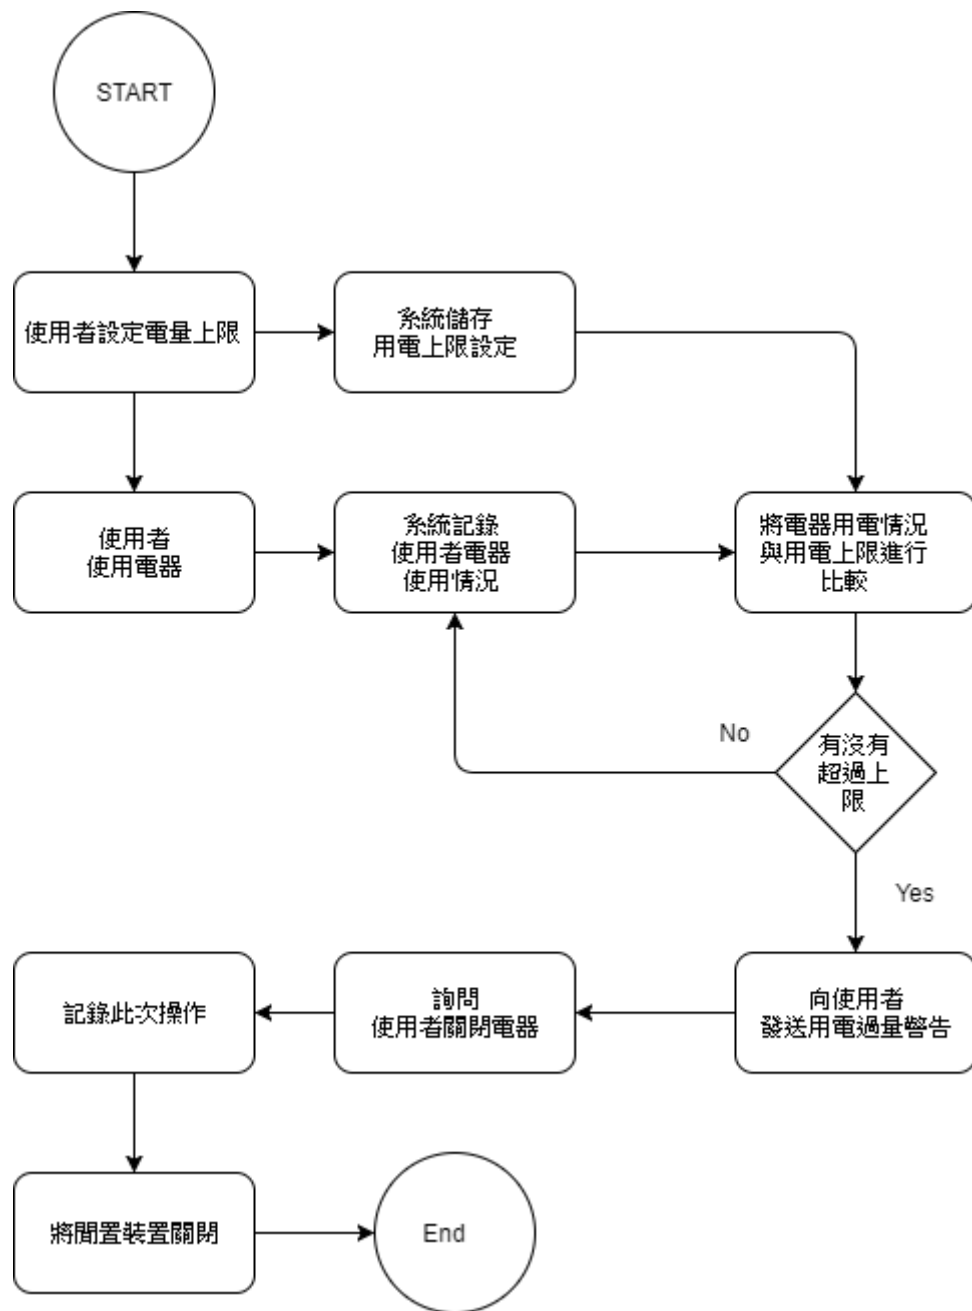 START
使用者設定電量上限
系統儲存
用電上限設定
使用者
使用電器
系統記錄
使用者電器
使用情況
將電器用電情況
與用電上限進行
比較
No
有沒有
超過上
限
Yes
向使用者
發送用電過量警告
詢問
使用者關閉電器
記錄此次操作
將閒置裝置關閉
End